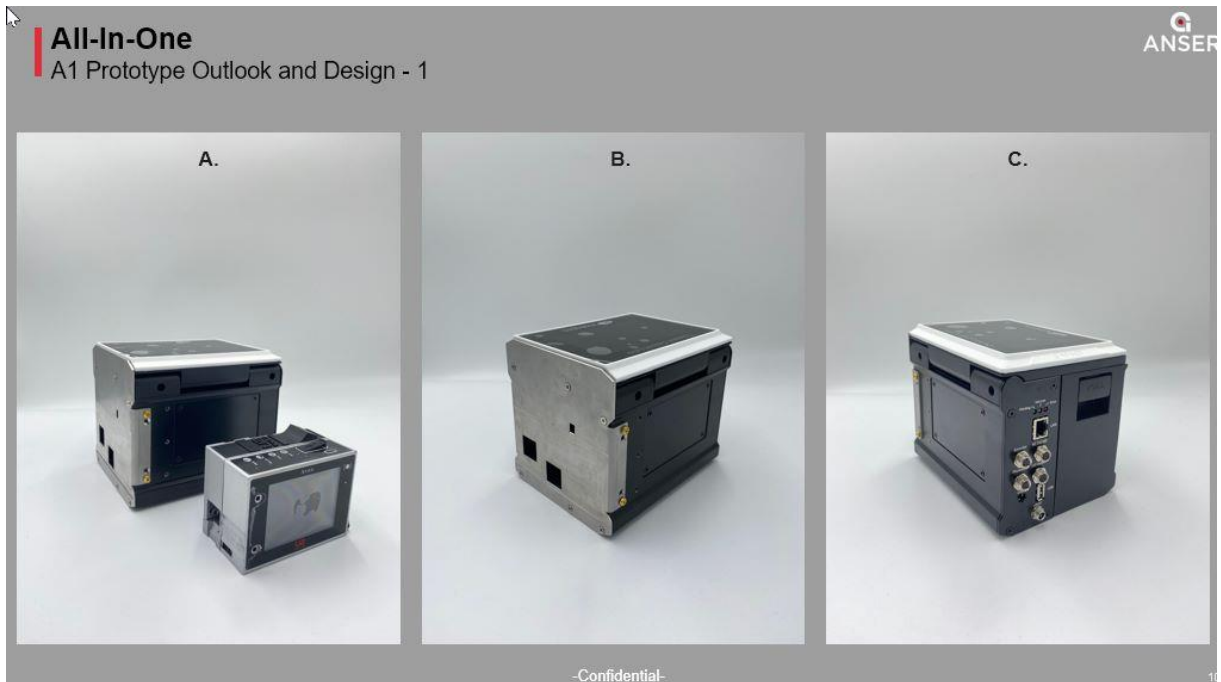 All-In-One
A1 Prototype Outlook and Design - 1
ANSER
A.
B.
C.
-Confidential-